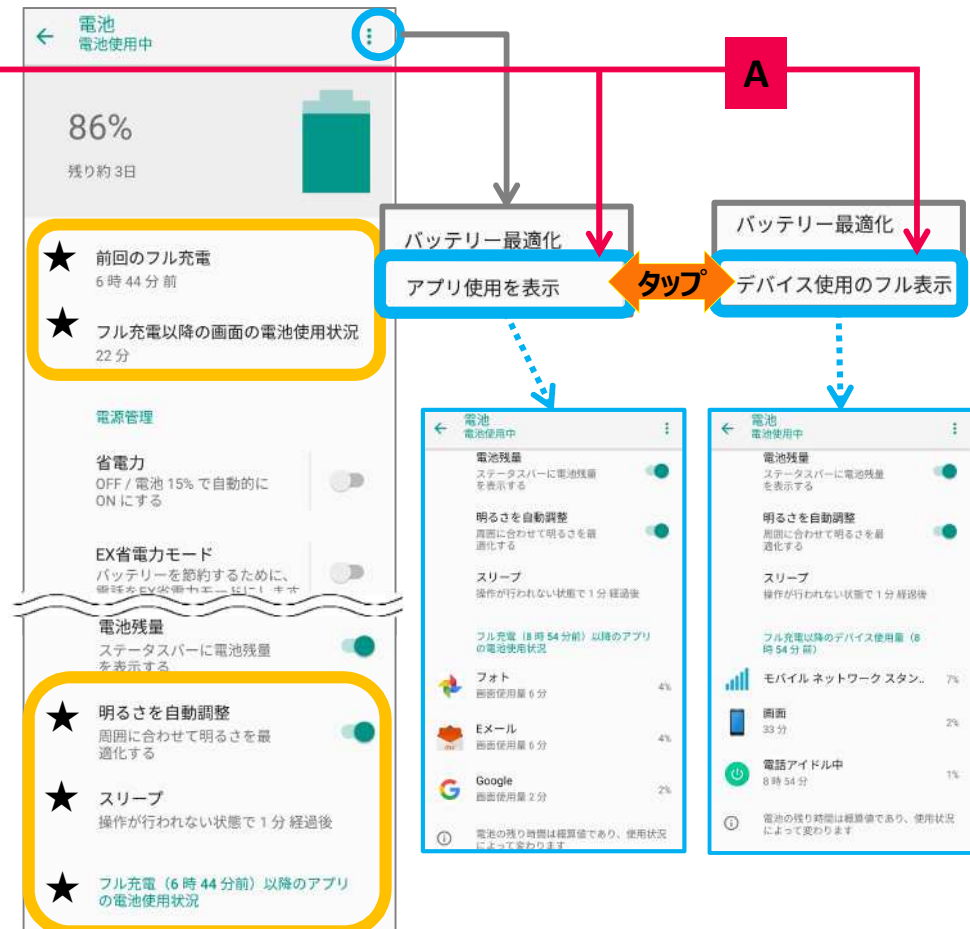 電池
電池使用中
86%
残り約3日
★ 前回のフル充電
6 時 44 分 前
★ フル充電以降の画面の電池使用状況
22 分
電源管理
省電力
OFF / 電池 15% で自動的に
ON にする
EX省電力モード
バッテリーを節約するために、
電話をEX省電力モードにします
電池残量
ステータスバーに電池残量
を表示する
★ 明るさを自動調整
周囲に合わせて明るさを最
適化する
★ スリープ
操作が行われない状態で 1 分 経過後
★ フル充電（6 時 44 分前）以降のアプリ
の電池使用状況
A
バッテリー最適化
アプリ使用を表示
タップ
バッテリー最適化
デバイス使用のフル表示
電池
電池使用中
電池残量
ステータスバーに電池残量
を表示する
明るさを自動調整
周囲に合わせて明るさを最
適化する
スリープ
操作が行われない状態で 1 分 経過後
フル充電（8 時 54 分前）以降のアプリ
の電池使用状況
フォト
画面使用量 6 分
4%
Eメール
画面使用量 6 分
4%
Google
画面使用量 2 分
2%
電池の残り時間は概算値であり、使用状況
によって変わります
電池
電池使用中
電池残量
ステータスバーに電池残量
を表示する
明るさを自動調整
周囲に合わせて明るさを最
適化する
スリープ
操作が行われない状態で 1 分 経過後
フル充電以降のデバイス使用量（8
時 54 分 前）
モバイル ネットワーク スタン..
7%
画面
33 分
2%
電話アイドル中
8 時 54 分
1%
電池の残り時間は概算値であり、使用状況
によって変わります